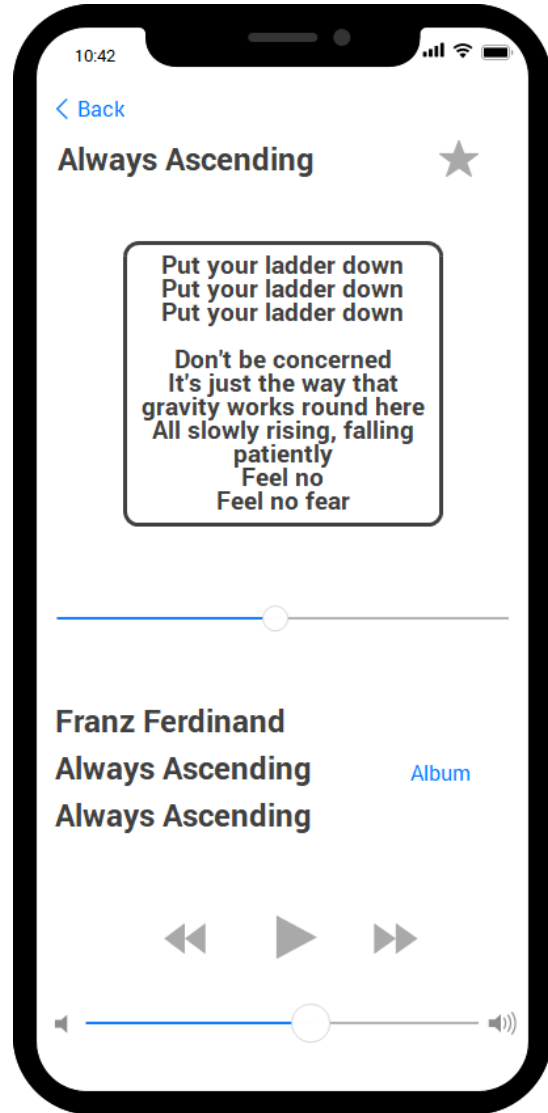 10:42
Back
Always Ascending
Put your ladder down
Put your ladder down
Put your ladder down
Don't be concerned
It's just the way that
gravity works round here
All slowly rising, falling
patiently
Feel no
Feel no fear
Franz Ferdinand
Always Ascending
Album
Always Ascending